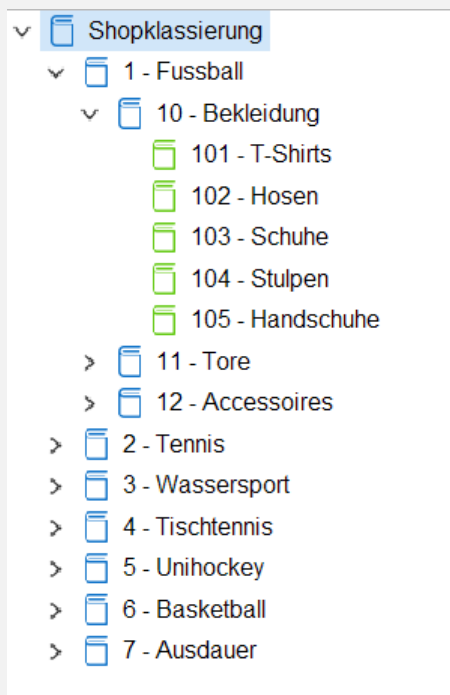 Shopklassierung
1 - Fussball
10 - Bekleidung
101 - T-Shirts
102 - Hosen
103 - Schuhe
104 - Stulpen
105 - Handschuhe
11 - Tore
12 - Accessoires
2 - Tennis
3 - Wassersport
4 - Tischtennis
5 - Unihockey
6 - Basketball
7 - Ausdauer